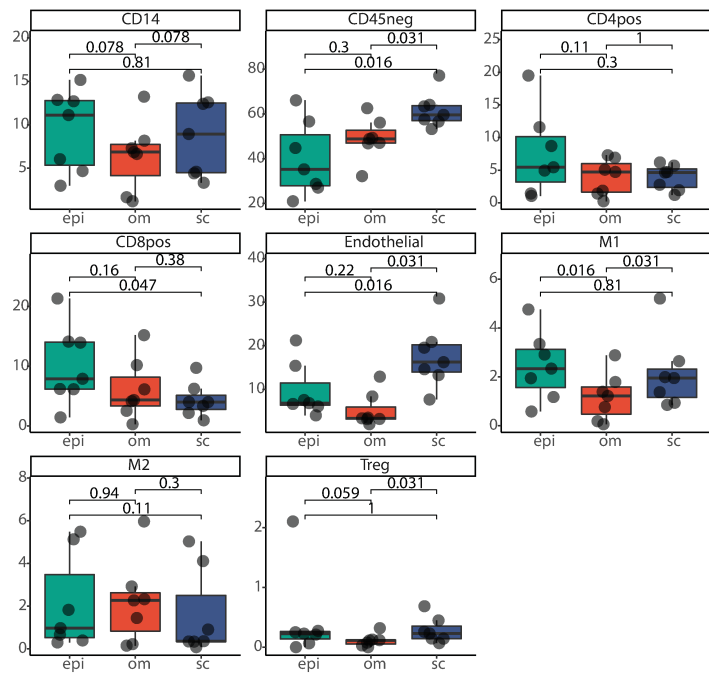 CD14
CD45neg
CD4pos
20
15
10
5
0.078
0.078
0.81
epi
om
sc
80
60
40
20
0.3
0.031
0.016
epi
om
sc
25
20
15
10
5
0
0.11
1
0.3
epi
om
sc
CD8pos
Endothelial
M1
20
10
0
0.16
0.38
0.047
epi
om
sc
40
30
20
10
0.22
0.031
0.016
epi
om
sc
6
4
2
0
0.016
0.031
0.81
epi
om
sc
M2
Treg
8
6
4
2
0
0.94
0.3
0.11
epi
om
sc
2
1
0
0.059
0.031
1
epi
om
sc